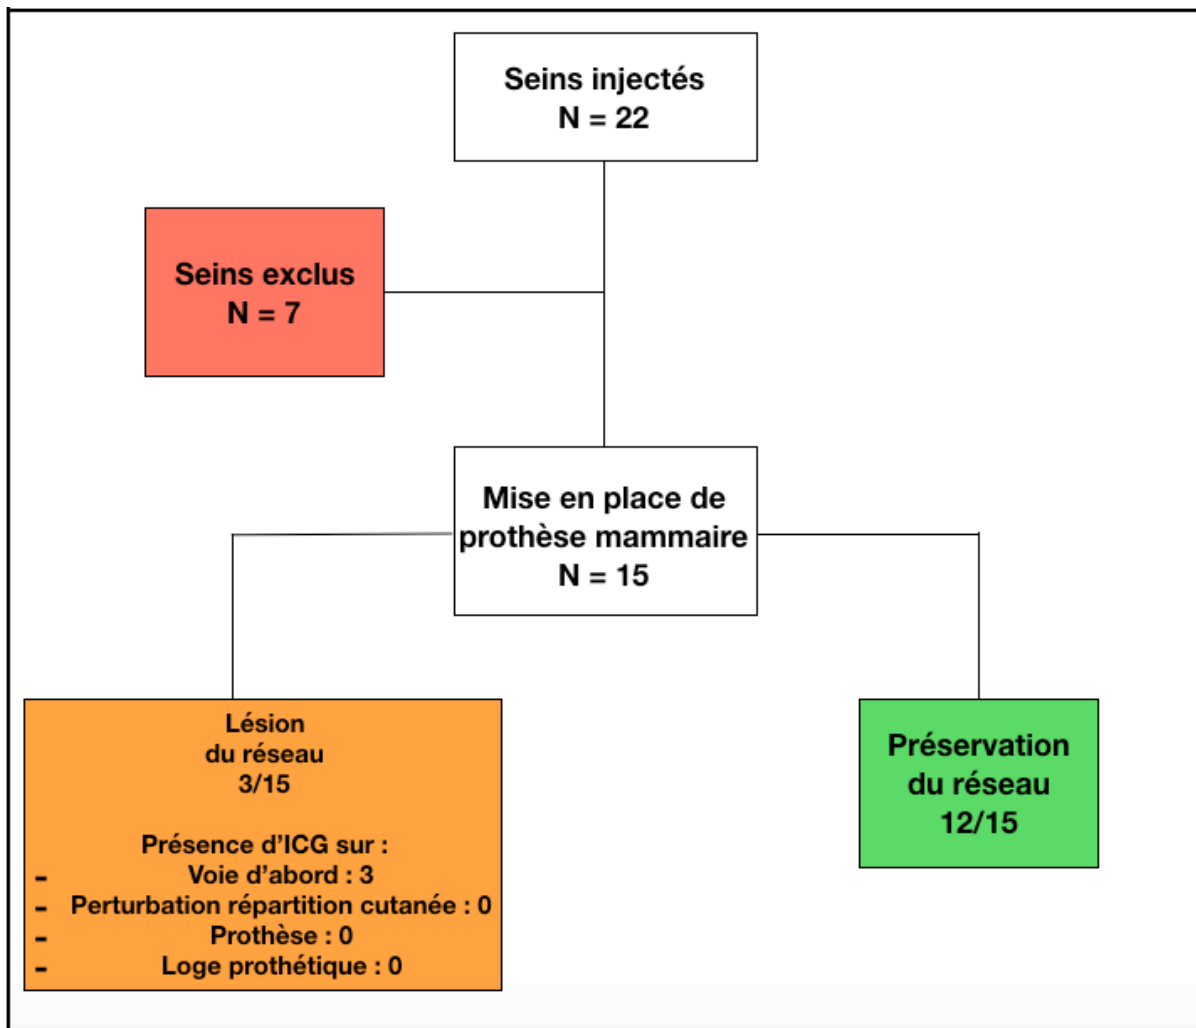 Seins injectés
N = 22
Seins exclus
N = 7
Mise en place de
prothèse mammaire
N = 15
Lésion
du réseau
3/15
Présence d'ICG sur :
- Voie d'abord : 3
- Perturbation répartition cutanée : 0
- Prothèse : 0
- Loge prothétique : 0
Préservation
du réseau
12/15